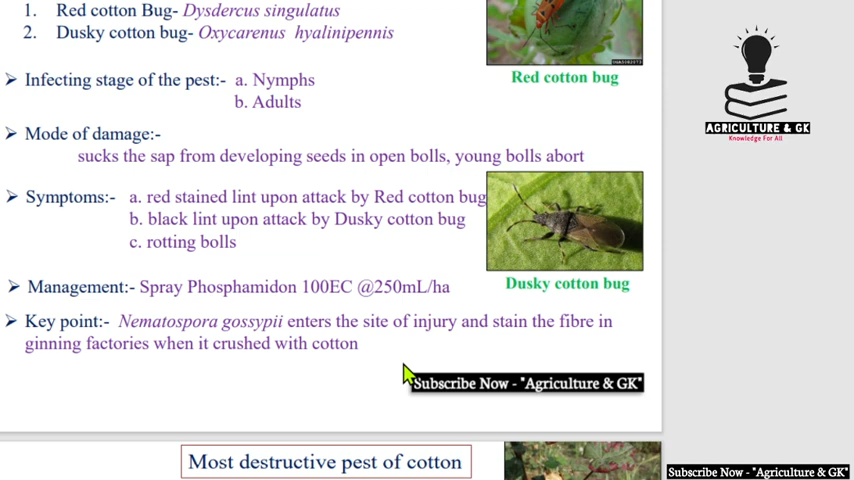 1. Red cotton Bug- Dysdercus singulatus
2. Dusky cotton bug- Oxycarenus hyalinipennis
Red cotton bug
➢ Infecting stage of the pest:- a. Nymphs
b. Adults
➢ Mode of damage:-
sucks the sap from developing seeds in open bolls, young bolls abort
➢ Symptoms:- a. red stained lint upon attack by Red cotton bug
b. black lint upon attack by Dusky cotton bug
c. rotting bolls
Dusky cotton bug
➢ Management:- Spray Phosphamidon 100EC @250mL/ha
➢ Key point:- Nematospora gossypii enters the site of injury and stain the fibre in
ginning factories when it crushed with cotton
Subscribe Now - "Agriculture & GK"
Most destructive pest of cotton
AGRICULTURE & GK
Knowledge For All
Subscribe Now - "Agriculture & GK"